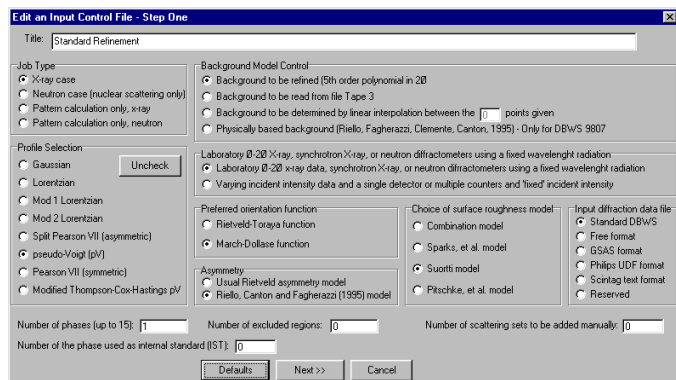 Edit an Input Control File - Step One
Title: Standard Refinement
Job Type
X-ray case
Neutron case (nuclear scattering only)
Pattern calculation only, x-ray
Pattern calculation only, neutron
Background Model Control
Background to be refined (5th order polynomial in 2Ø
Background to be read from file Tape 3
Background to be determined by linear interpolation between the 0 points given
Physically based background (Riello, Fagherazzi, Clemente, Canton, 1995) - Only for DBWS 9807
Profile Selection
Uncheck
Gaussian
Lorentzian
Mod 1 Lorentzian
Mod 2 Lorentzian
Split Pearson VII (asymmetric)
pseudo-Voigt (pV)
Pearson VII (symmetric)
Modified Thompson-Cox-Hastings pV
Laboratory Ø-2Ø X-ray, synchrotron X-ray, or neutron diffractometers using a fixed wavelenght radiation
Laboratory Ø-2Ø x-ray data, synchrotron X-ray, or neutron diffractometers using a fixed wavelenght radiation
Varying incident intensity data and a single detector or multiple counters and 'fixed' incident intensity
Preferred orientation function
Rietveld-Toraya function
March-Dollase function
Asymmetry
Usual Rietveld asymmetry model
Riello, Canton and Fagherazzi (1995) model
Choice of surface roughness model
Combination model
Sparks, et al. model
Suortti model
Pitschke, et al. model
Input diffraction data file
Standard DBWS
Free format
GSAS format
Philips UDF format
Scintag text format
Reserved
Number of phases (up to 15): 1
Number of excluded regions: 0
Number of scattering sets to be added manually: 0
Number of the phase used as internal standard (IST): 0
Defaults
Next >>
Cancel